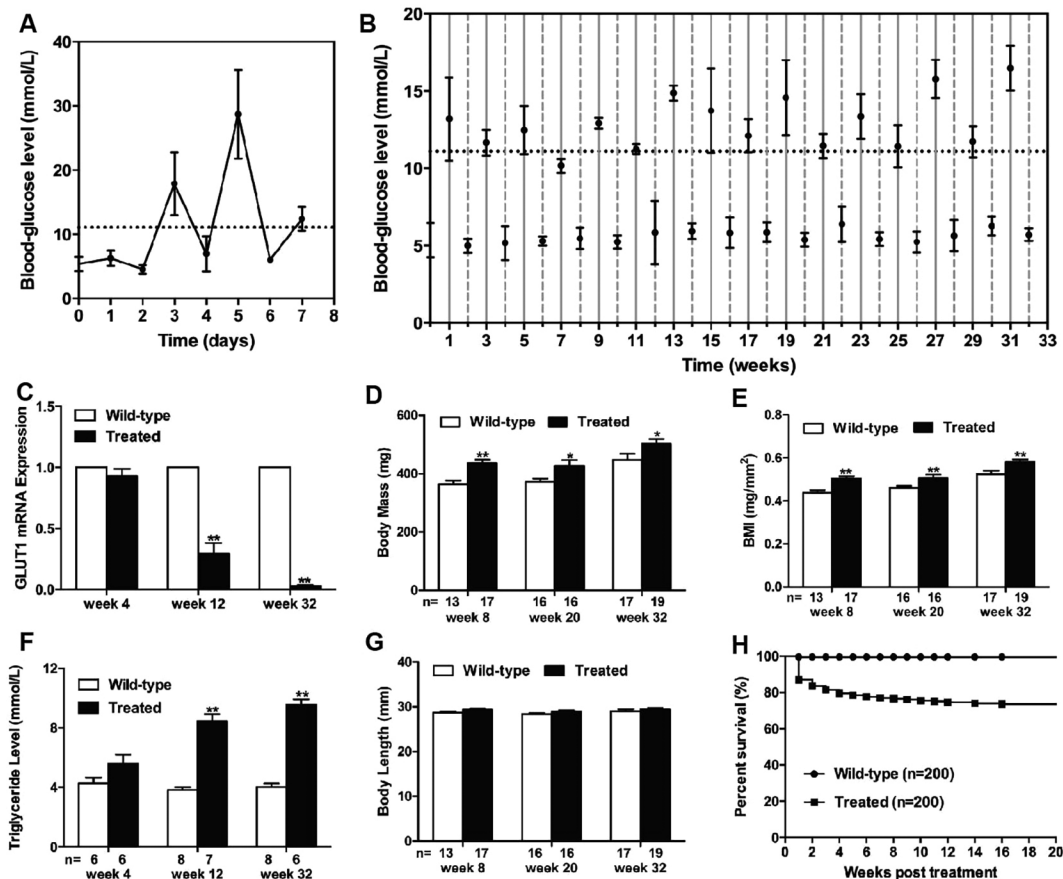 A
Blood-glucose level (mmol/L)
40
30
20
10
0
0 1 2 3 4 5 6 7 8
Time (days)
B
Blood-glucose level (mmol/L)
20
15
10
5
0
1 3 5 7 9 11 13 15 17 19 21 23 25 27 29 31 33
Time (weeks)
C
GLUT1 mRNA Expression
1.5
1.0
0.5
0.0
Wild-type
Treated
**
**
week 4 week 12 week 32
D
Body Mass (mg)
600
400
200
0
Wild-type Treated
**
*
*
n= 13 17 16 16 17 19
week 8 week 20 week 32
E
BMI (mg/mm²)
0.8
0.6
0.4
0.2
0.0
Wild-type Treated
**
**
**
n= 13 17 16 16 17 19
week 8 week 20 week 32
F
Triglyceride Level (mmol/L)
12
8
4
0
Wild-type
Treated
**
**
n= 6 6 8 7 8 6
week 4 week 12 week 32
G
Body Length (mm)
40
30
20
10
0
Wild-type Treated
n= 13 17 16 16 17 19
week 8 week 20 week 32
H
Percent survival (%)
100
80
60
40
20
0
Wild-type (n=200)
Treated (n=200)
0 2 4 6 8 10 12 14 16 18 20
Weeks post treatment